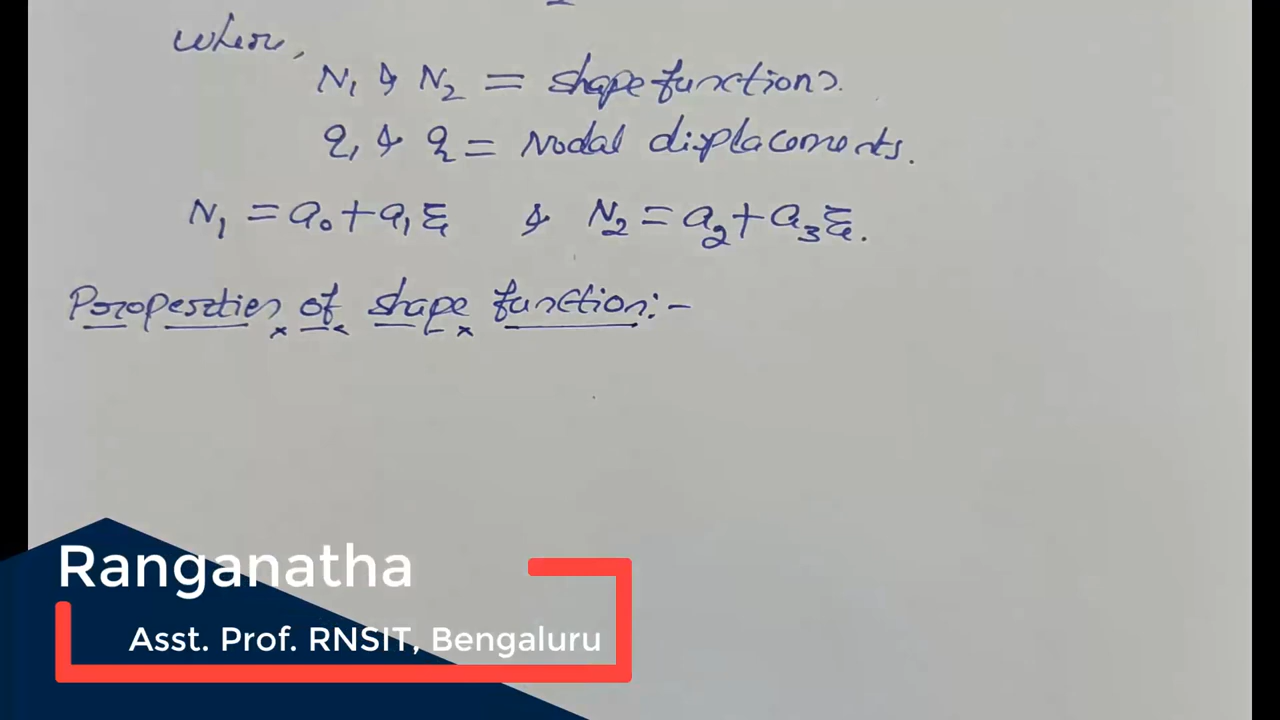 where,
N₁ & N₂ = shape functions.
q₁ & q₂ = Nodal displacements.
N₁ = a₀ + a₁ξ & N₂ = a₂ + a₃ξ.
Properties of shape function:-
Ranganatha
Asst. Prof. RNSIT, Bengaluru